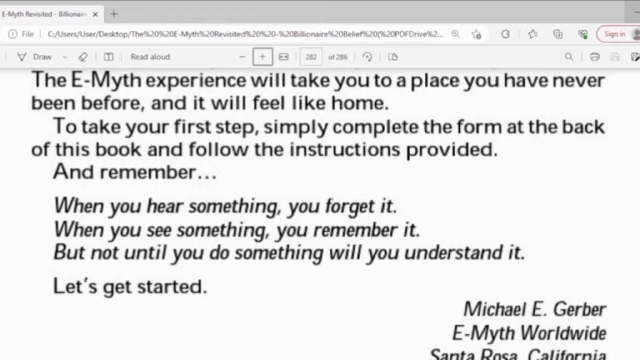 E-Myth Revisited - Billionaire
File
C:/Users/User/Desktop/The%20%20E-Myth%20Revisited%20%20-%20Billionaire%20Belief%20(%20PDFDrive%2...
Sign in
Draw
Read aloud
282
of 286
The E-Myth experience will take you to a place you have never
been before, and it will feel like home.
To take your first step, simply complete the form at the back
of this book and follow the instructions provided.
And remember…
When you hear something, you forget it.
When you see something, you remember it.
But not until you do something will you understand it.
Let's get started.
Michael E. Gerber
E-Myth Worldwide
Santa Rosa, California